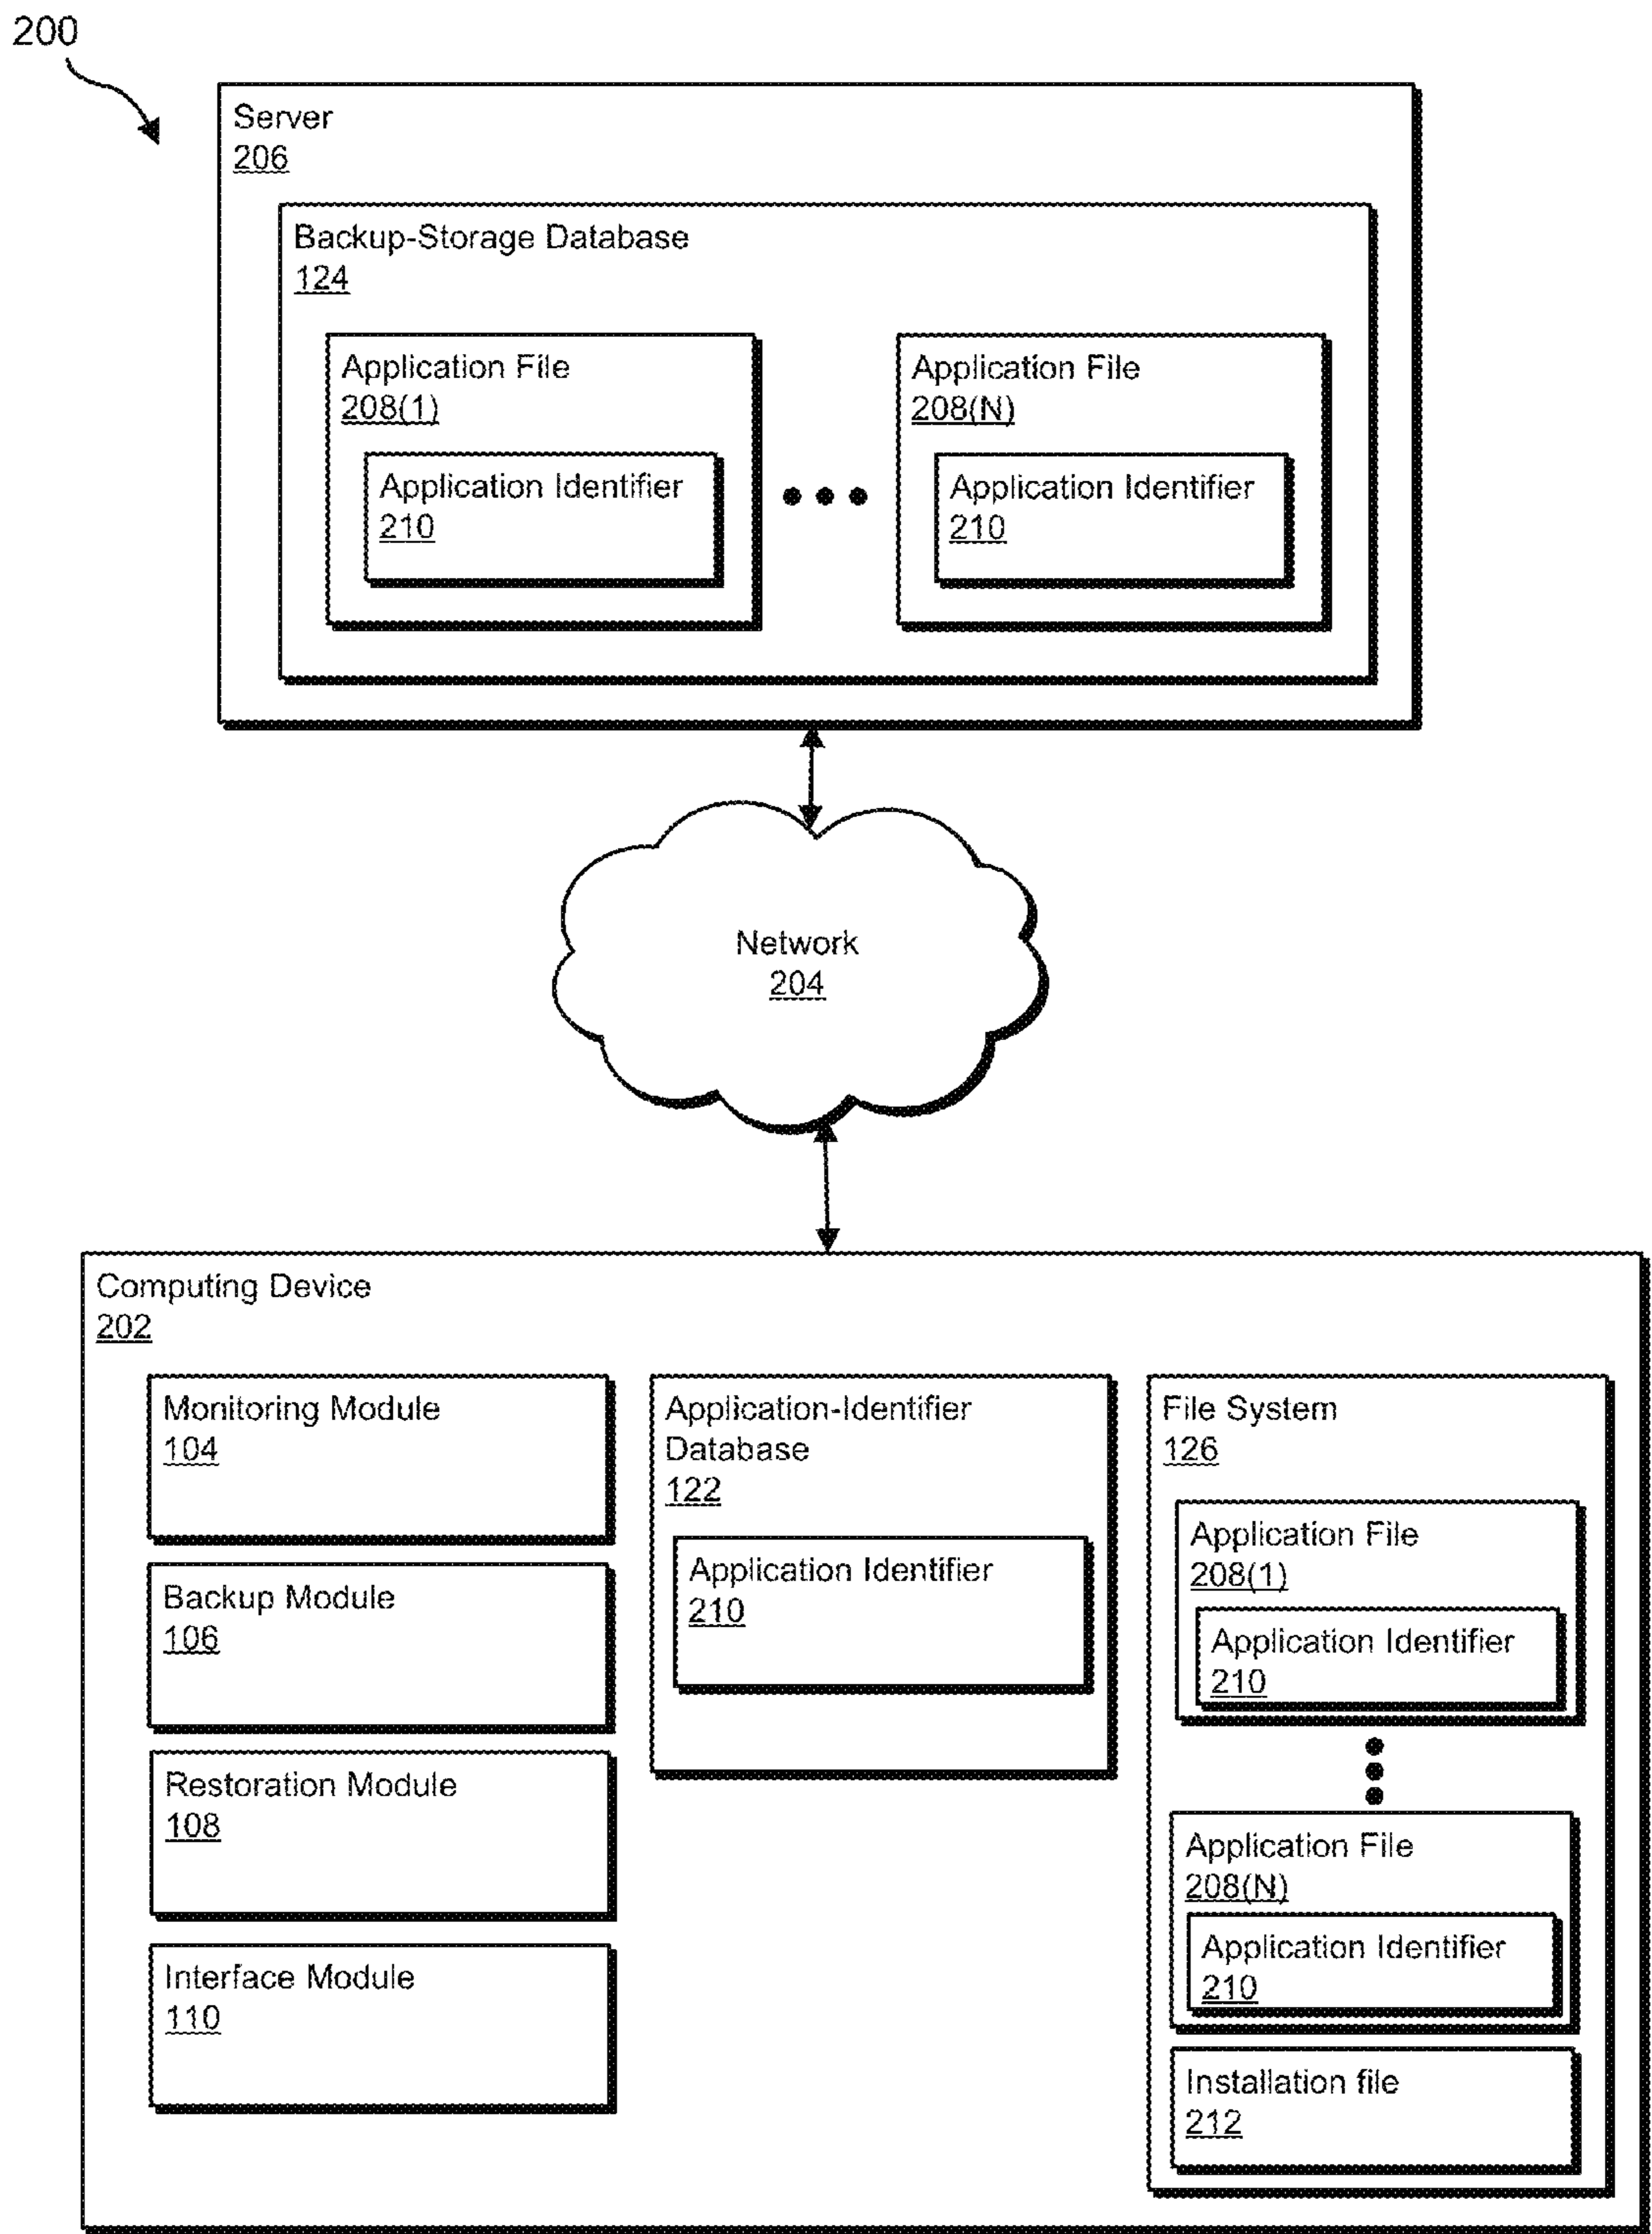 200
Server
206
Backup-Storage Database
124
Application File
208(1)
Application Identifier
210
Application File
208(N)
Application Identifier
210
Network
204
Computing Device
202
Monitoring Module
104
Backup Module
106
Restoration Module
108
Interface Module
110
Application-Identifier
Database
122
Application Identifier
210
File System
126
Application File
208(1)
Application Identifier
210
Application File
208(N)
Application Identifier
210
Installation file
212